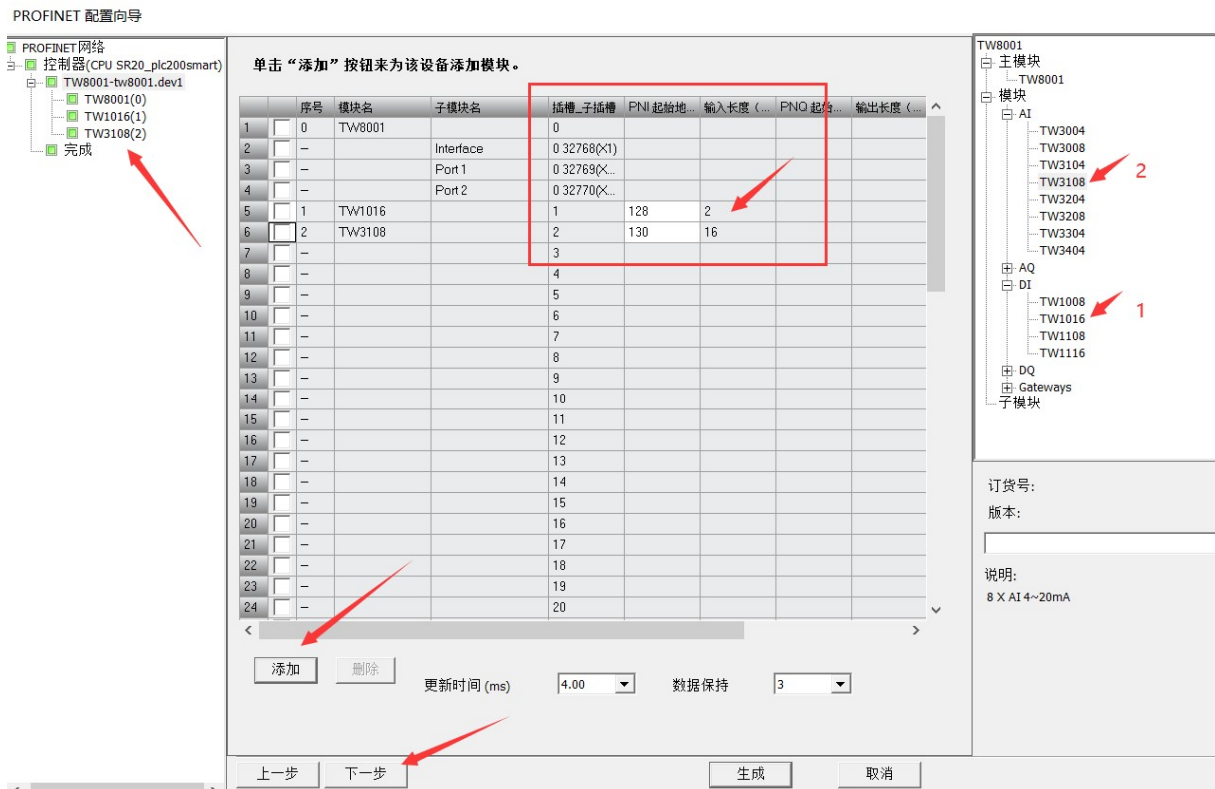 PROFINET 配置向导
PROFINET网络
控制器(CPU SR20_plc200smart)
TW8001-tw8001.dev1
TW8001(0)
TW1016(1)
TW3108(2)
完成
单击“添加”按钮来为该设备添加模块。
序号 模块名 子模块名 插槽_子插槽 PNI 起始地... 输入长度 (... PNQ 起始... 输出长度 (...
1 0 TW8001 0
2 – Interface 0 32768(X1)
3 – Port 1 0 32769(X...
4 – Port 2 0 32770(X...
5 1 TW1016 1 128 2
6 2 TW3108 2 130 16
7 – 3
8 – 4
9 – 5
10 – 6
11 – 7
12 – 8
13 – 9
14 – 10
15 – 11
16 – 12
17 – 13
18 – 14
19 – 15
20 – 16
21 – 17
22 – 18
23 – 19
24 – 20
添加 删除
更新时间 (ms) 4.00 数据保持 3
上一步 下一步 生成 取消
TW8001
主模块
TW8001
模块
AI
TW3004
TW3008
TW3104
TW3108 2
TW3204
TW3208
TW3304
TW3404
AQ
DI
TW1008
TW1016 1
TW1108
TW1116
DQ
Gateways
子模块
订货号:
版本:
说明:
8 X AI 4~20mA